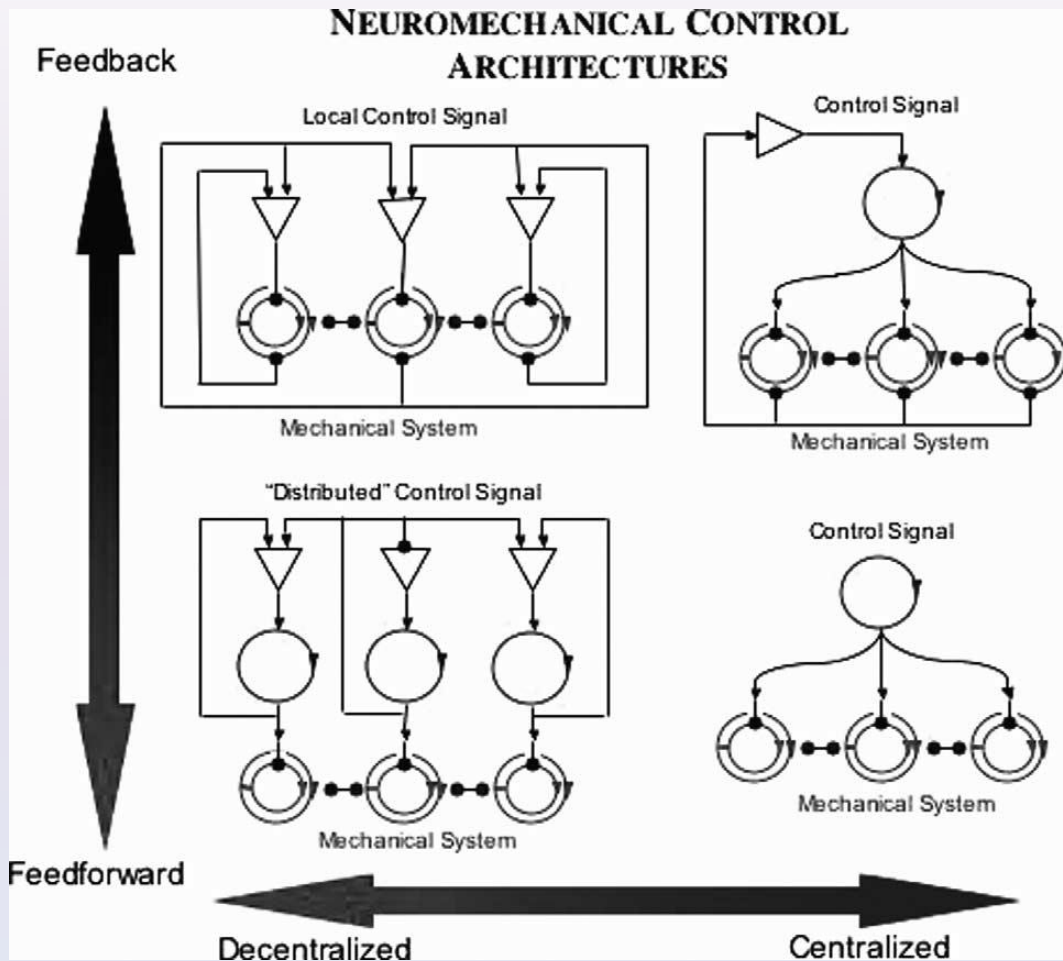 NEUROMECHANICAL CONTROL
ARCHITECTURES
Feedback
Local Control Signal
Control Signal
Mechanical System
Mechanical System
"Distributed" Control Signal
Control Signal
Mechanical System
Mechanical System
Feedforward
Decentralized
Centralized